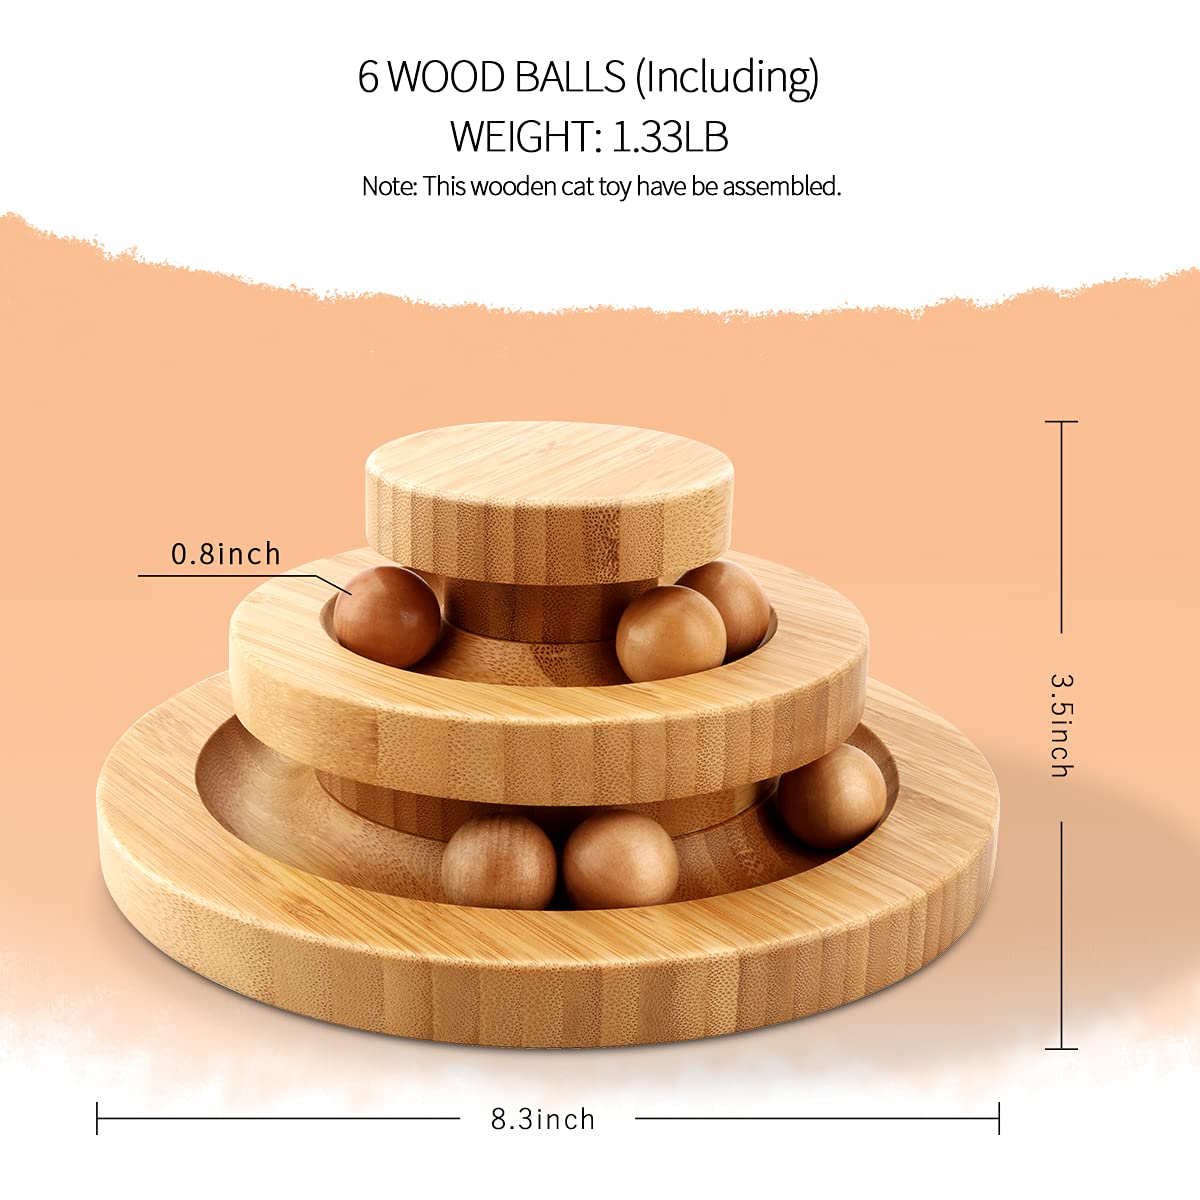 6 WOOD BALLS (Including)
WEIGHT: 1.33LB
Note: This wooden cat toy have be assembled.
0.8inch
3.5inch
8.3inch